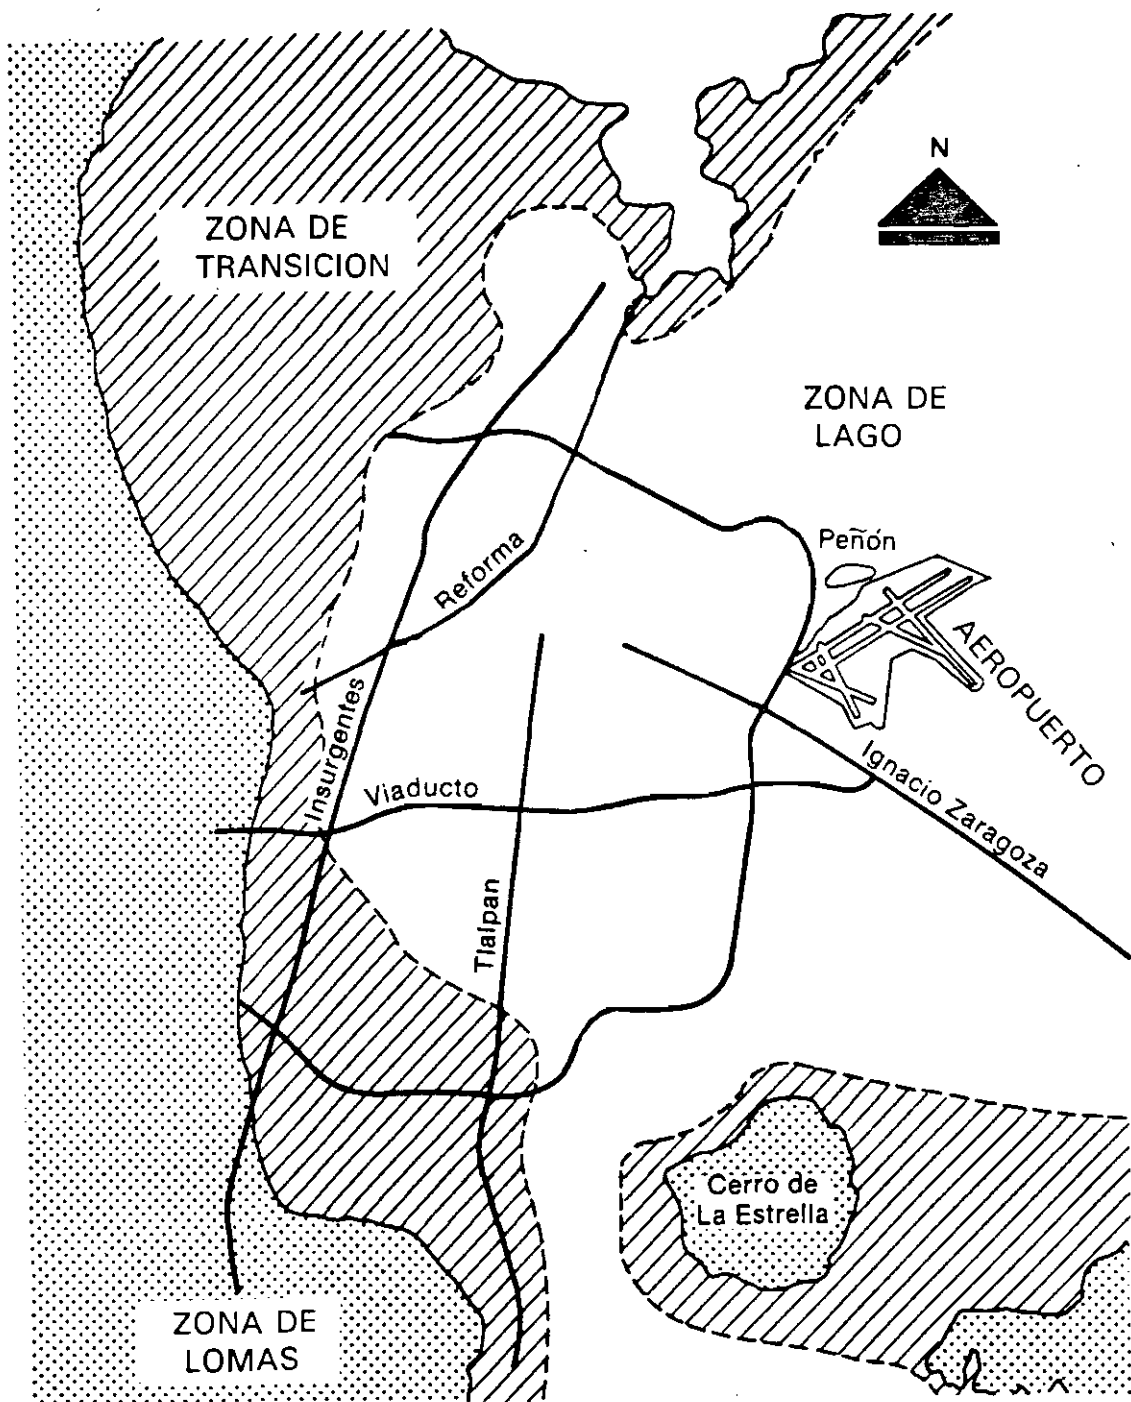 N
ZONA DE
TRANSICION
ZONA DE
LAGO
Peñón
Reforma
AEROPUERTO
Insurgentes
Viaducto
Ignacio Zaragoza
Tlalpan
Cerro de
La Estrella
ZONA DE
LOMAS